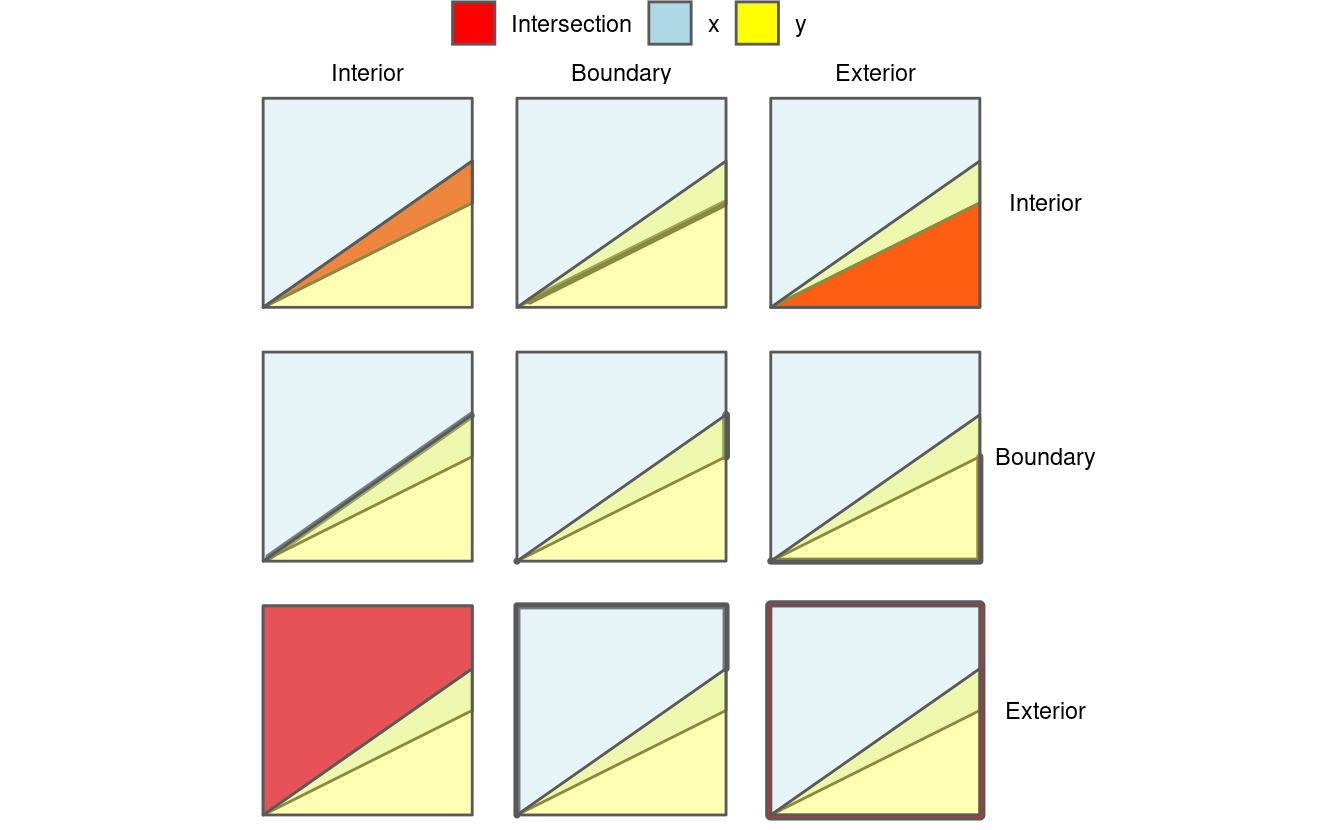 Intersection x y
Interior Boundary Exterior
Interior
Boundary
Exterior